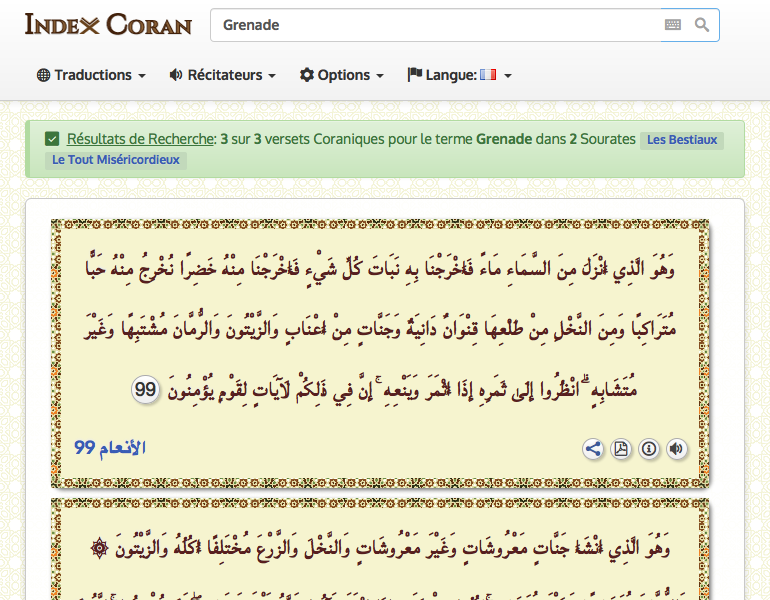 Index Coran
Grenade
Traductions Récitateurs Options Langue:
Résultats de Recherche: 3 sur 3 versets Coraniques pour le terme Grenade dans 2 Sourates Les Bestiaux
Le Tout Miséricordieux
وَهُوَ الَّذِي أَنْزَلَ مِنَ السَّمَاءِ مَاءً فَأَخْرَجْنَا بِهِ نَبَاتَ كُلِّ شَيْءٍ فَأَخْرَجْنَا مِنْهُ خَضِرًا نُخْرِجُ مِنْهُ حَبًّا
مُتَرَاكِبًا وَمِنَ النَّخْلِ مِنْ طَلْعِهَا قِنْوَانٌ دَانِيَةٌ وَجَنَّاتٍ مِنْ أَعْنَابٍ وَالزَّيْتُونَ وَالرُّمَّانَ مُشْتَبِهًا وَغَيْرَ
مُتَشَابِهٍ ۗ انْظُرُوا إِلَىٰ ثَمَرِهِ إِذَا أَثْمَرَ وَيَنْعِهِ ۚ إِنَّ فِي ذَٰلِكُمْ لَآيَاتٍ لِقَوْمٍ يُؤْمِنُونَ 99
الأنعام 99
۞ وَهُوَ الَّذِي أَنْشَأَ جَنَّاتٍ مَعْرُوشَاتٍ وَغَيْرَ مَعْرُوشَاتٍ وَالنَّخْلَ وَالزَّرْعَ مُخْتَلِفًا أُكُلُهُ وَالزَّيْتُونَ